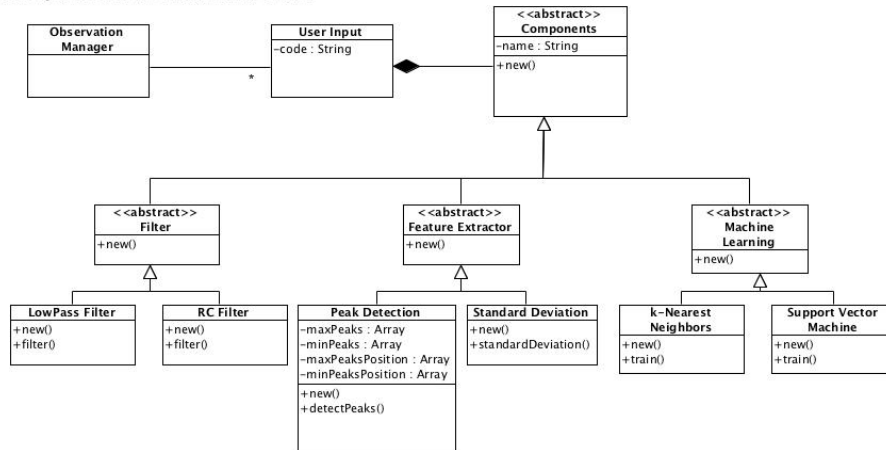 Observation
Manager
User Input
-code : String
*
<<abstract>>
Components
-name : String
+new()
<<abstract>>
Filter
+new()
<<abstract>>
Feature Extractor
+new()
<<abstract>>
Machine
Learning
+new()
LowPass Filter
+new()
+filter()
RC Filter
+new()
+filter()
Peak Detection
-maxPeaks : Array
-minPeaks : Array
-maxPeaksPosition : Array
-minPeaksPosition : Array
+new()
+detectPeaks()
Standard Deviation
+new()
+standardDeviation()
k-Nearest
Neighbors
+new()
+train()
Support Vector
Machine
+new()
+train()